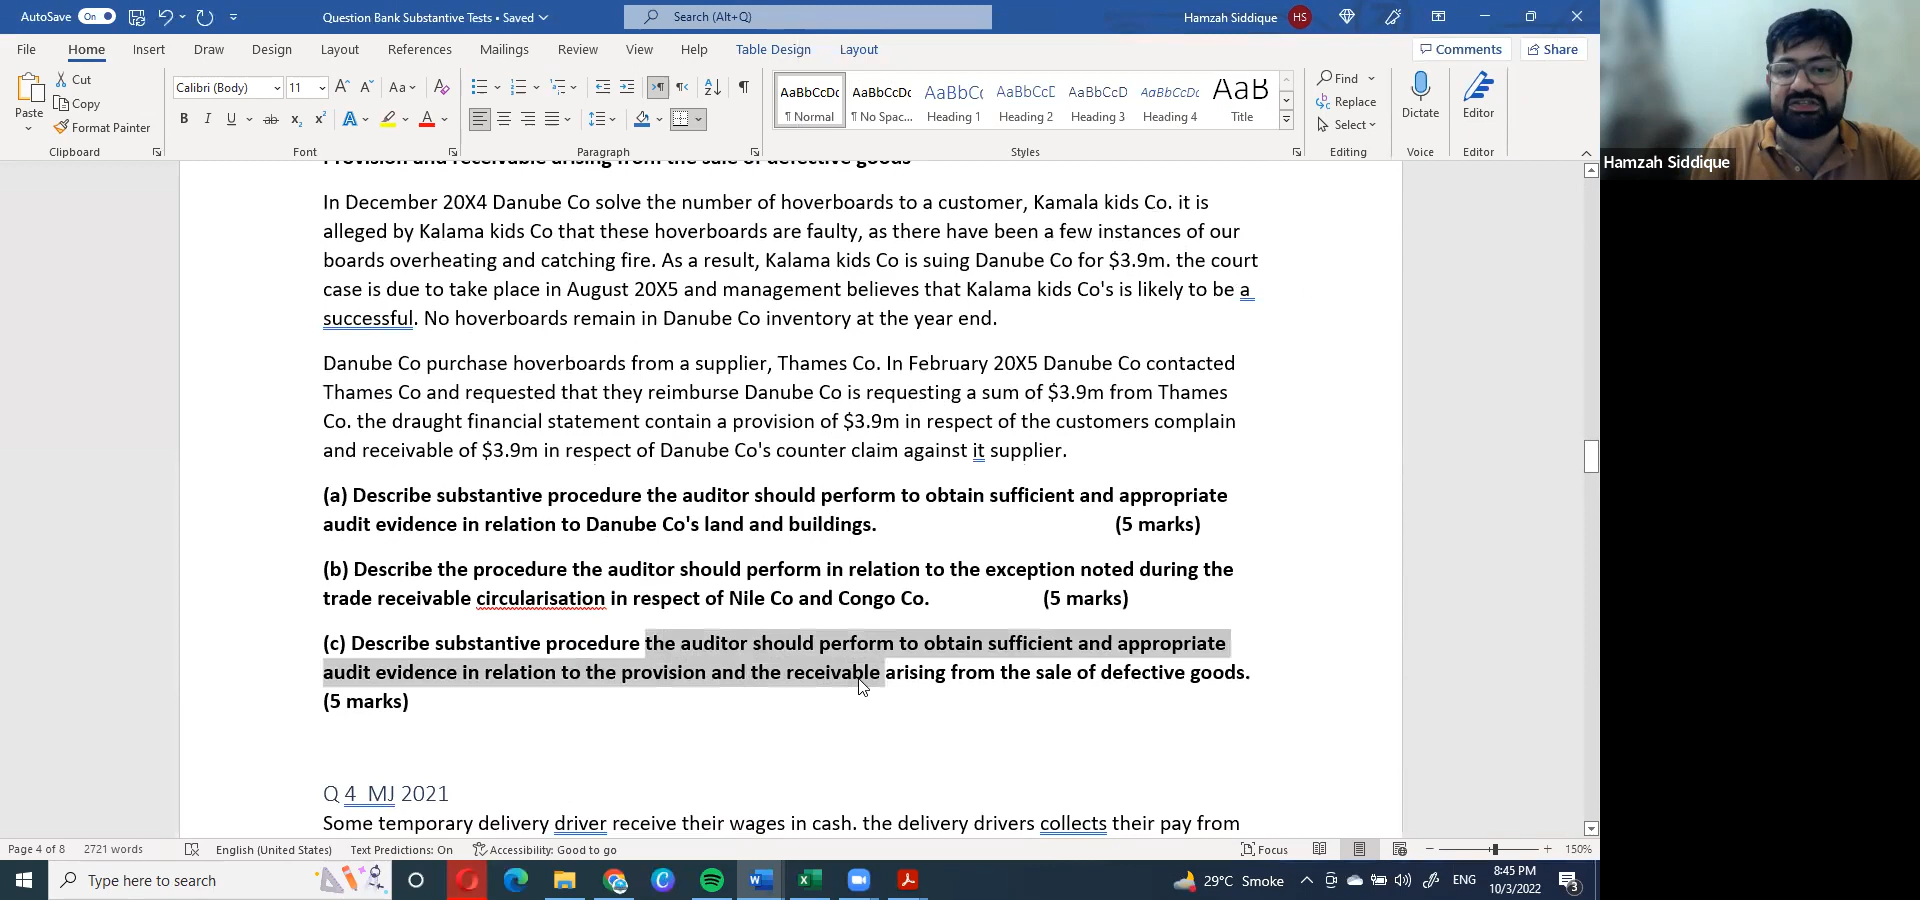 AutoSave On Question Bank Substantive Tests • Saved Search (Alt+Q) Hamzah Siddique HS
File Home Insert Draw Design Layout References Mailings Review View Help Table Design Layout Comments Share
Paste Cut Copy Format Painter
Calibri (Body) 11
AaBbCcDc ¶ Normal AaBbCcDc ¶ No Spac... AaBbC Heading 1 AaBbCcD Heading 2 AaBbCcD Heading 3 AaBbCcDc Heading 4 AaB Title
Find Replace Select
Dictate Editor
Clipboard Font Paragraph Styles Editing Voice Editor
Hamzah Siddique
Provision and receivable arising from the sale of defective goods
In December 20X4 Danube Co solve the number of hoverboards to a customer, Kamala kids Co. it is
alleged by Kalama kids Co that these hoverboards are faulty, as there have been a few instances of our
boards overheating and catching fire. As a result, Kalama kids Co is suing Danube Co for $3.9m. the court
case is due to take place in August 20X5 and management believes that Kalama kids Co's is likely to be a
successful. No hoverboards remain in Danube Co inventory at the year end.
Danube Co purchase hoverboards from a supplier, Thames Co. In February 20X5 Danube Co contacted
Thames Co and requested that they reimburse Danube Co is requesting a sum of $3.9m from Thames
Co. the draught financial statement contain a provision of $3.9m in respect of the customers complain
and receivable of $3.9m in respect of Danube Co's counter claim against it supplier.
(a) Describe substantive procedure the auditor should perform to obtain sufficient and appropriate
audit evidence in relation to Danube Co's land and buildings. (5 marks)
(b) Describe the procedure the auditor should perform in relation to the exception noted during the
trade receivable circularisation in respect of Nile Co and Congo Co. (5 marks)
(c) Describe substantive procedure the auditor should perform to obtain sufficient and appropriate
audit evidence in relation to the provision and the receivable arising from the sale of defective goods.
(5 marks)
Q 4 MJ 2021
Some temporary delivery driver receive their wages in cash. the delivery drivers collects their pay from
Page 4 of 8 2721 words English (United States) Text Predictions: On Accessibility: Good to go Focus 150%
Type here to search 29°C Smoke ENG 8:45 PM 10/3/2022 3